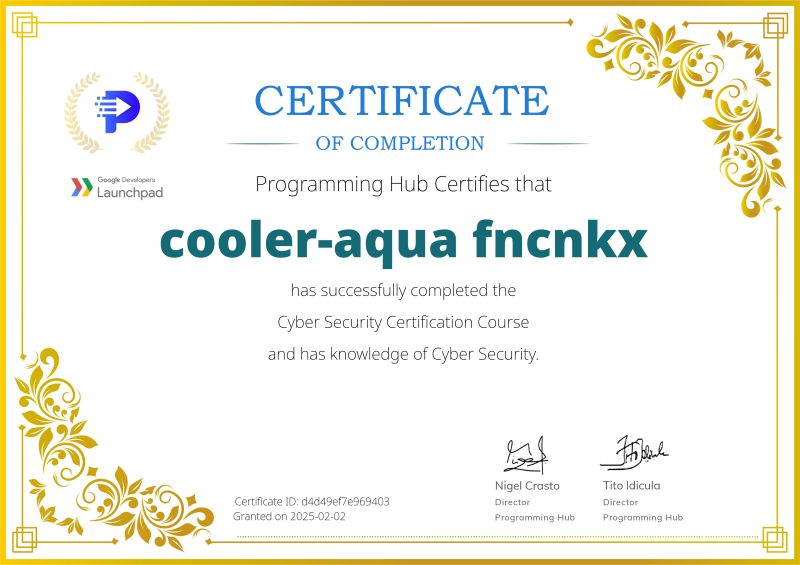 CERTIFICATE
OF COMPLETION
Google Developers
Launchpad
Programming Hub Certifies that
cooler-aqua fncnkx
has successfully completed the
Cyber Security Certification Course
and has knowledge of Cyber Security.
Nigel Crasto
Director
Programming Hub
Tito Idicula
Director
Programming Hub
Certificate ID: d4d49ef7e969403
Granted on 2025-02-02